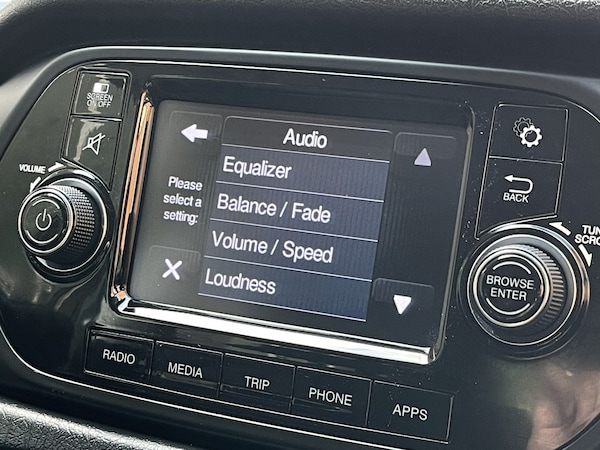 SCREEN
ON OFF
VOLUME
Audio
Please
select a
setting:
Equalizer
Balance / Fade
Volume / Speed
Loudness
BACK
BROWSE
ENTER
RADIO
MEDIA
TRIP
PHONE
APPS